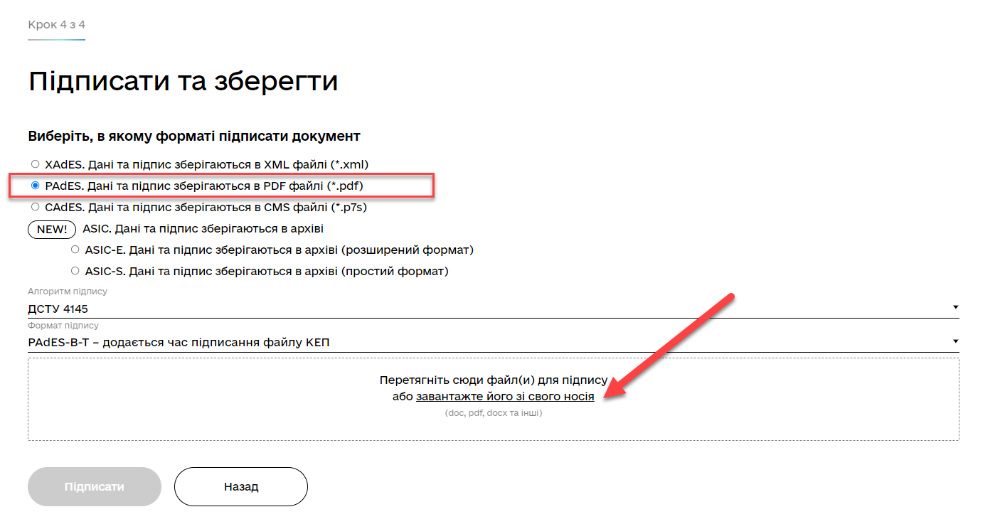 Крок 4 з 4
Підписати та зберегти
Виберіть, в якому форматі підписати документ
XAdES. Дані та підпис зберігаються в XML файлі (*.xml)
PAdES. Дані та підпис зберігаються в PDF файлі (*.pdf)
CAdES. Дані та підпис зберігаються в CMS файлі (*.p7s)
NEW! ASIC. Дані та підпис зберігаються в архіві
ASIC-E. Дані та підпис зберігаються в архіві (розширений формат)
ASIC-S. Дані та підпис зберігаються в архіві (простий формат)
Алгоритм підпису
ДСТУ 4145
Формат підпису
PAdES-B-T – додається час підписання файлу КЕП
Перетягніть сюди файл(и) для підпису
або завантажте його зі свого носія
(doc, pdf, docx та інші)
Підписати Назад